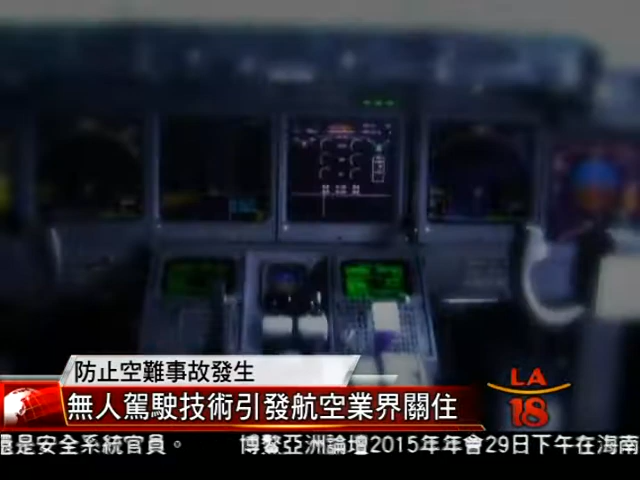 防止空難事故發生
無人駕駛技術引發航空業界關住
LA
18
還是安全系統官員。 博鰲亞洲論壇2015年年會29日下午在海南